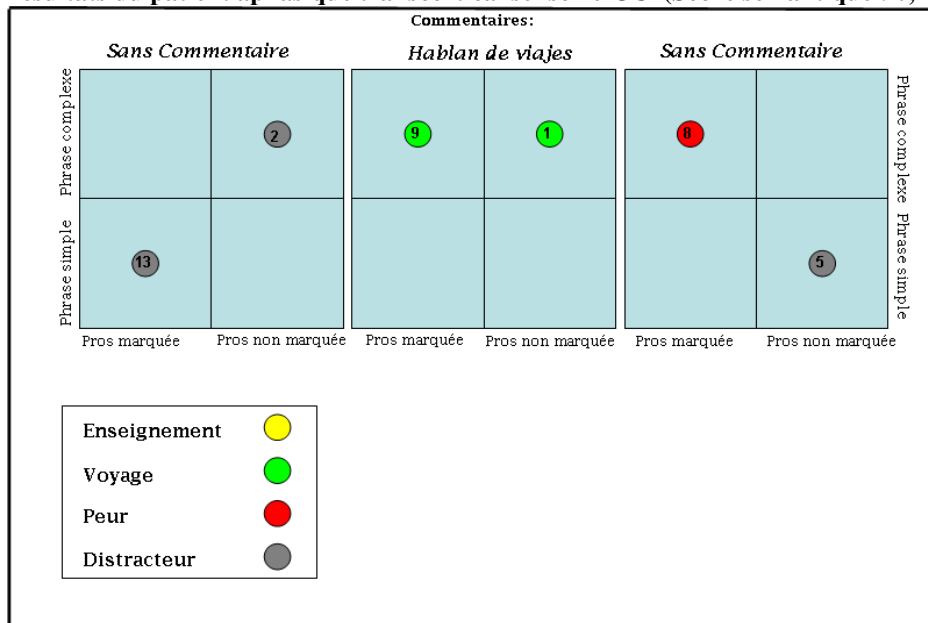 Commentaires:
Sans Commentaire
Hablan de viajes
Sans Commentaire
Phrase complexe
Phrase simple
2
13
9
1
8
5
Phrase complexe
Phrase simple
Pros marquée
Pros non marquée
Pros marquée
Pros non marquée
Pros marquée
Pros non marquée
Enseignement
Voyage
Peur
Distracteur